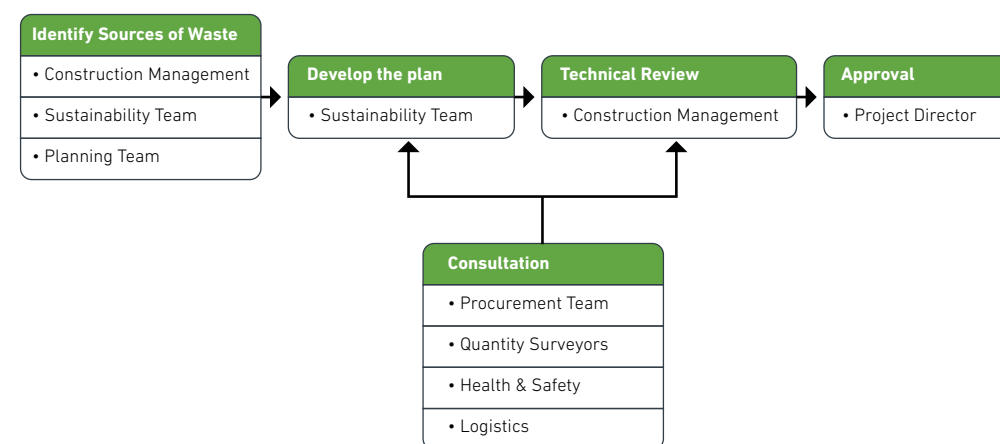 Identify Sources of Waste
• Construction Management
• Sustainability Team
• Planning Team
Develop the plan
• Sustainability Team
Technical Review
• Construction Management
Approval
• Project Director
Consultation
• Procurement Team
• Quantity Surveyors
• Health & Safety
• Logistics